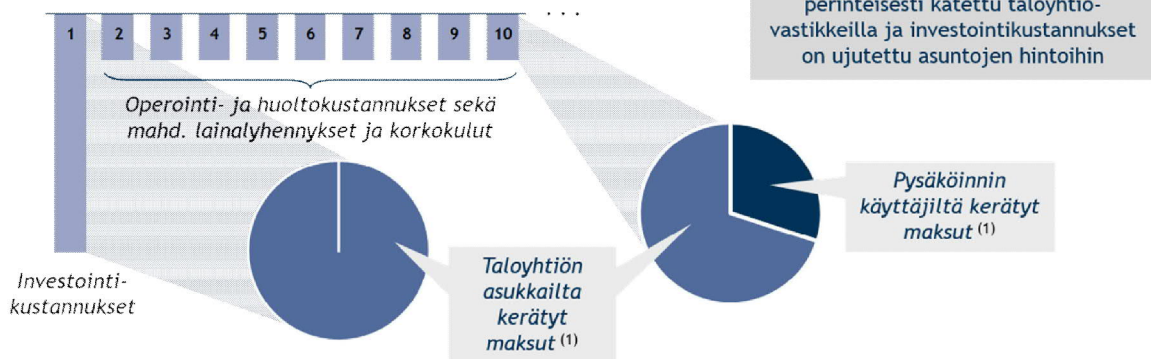 perinteisesti katettu taloyhtiö-
vastikkeilla ja investointikustannukset
on ujutettu asuntojen hintoihin
1 2 3 4 5 6 7 8 9 10 ...
Operointi- ja huoltokustannukset sekä
mahd. lainalyhennykset ja korkokulut
Pysäköinnin
käyttäjiltä kerätyt
maksut (1)
Taloyhtiön
asukkailta
kerätyt
maksut (1)
Investointi-
kustannukset